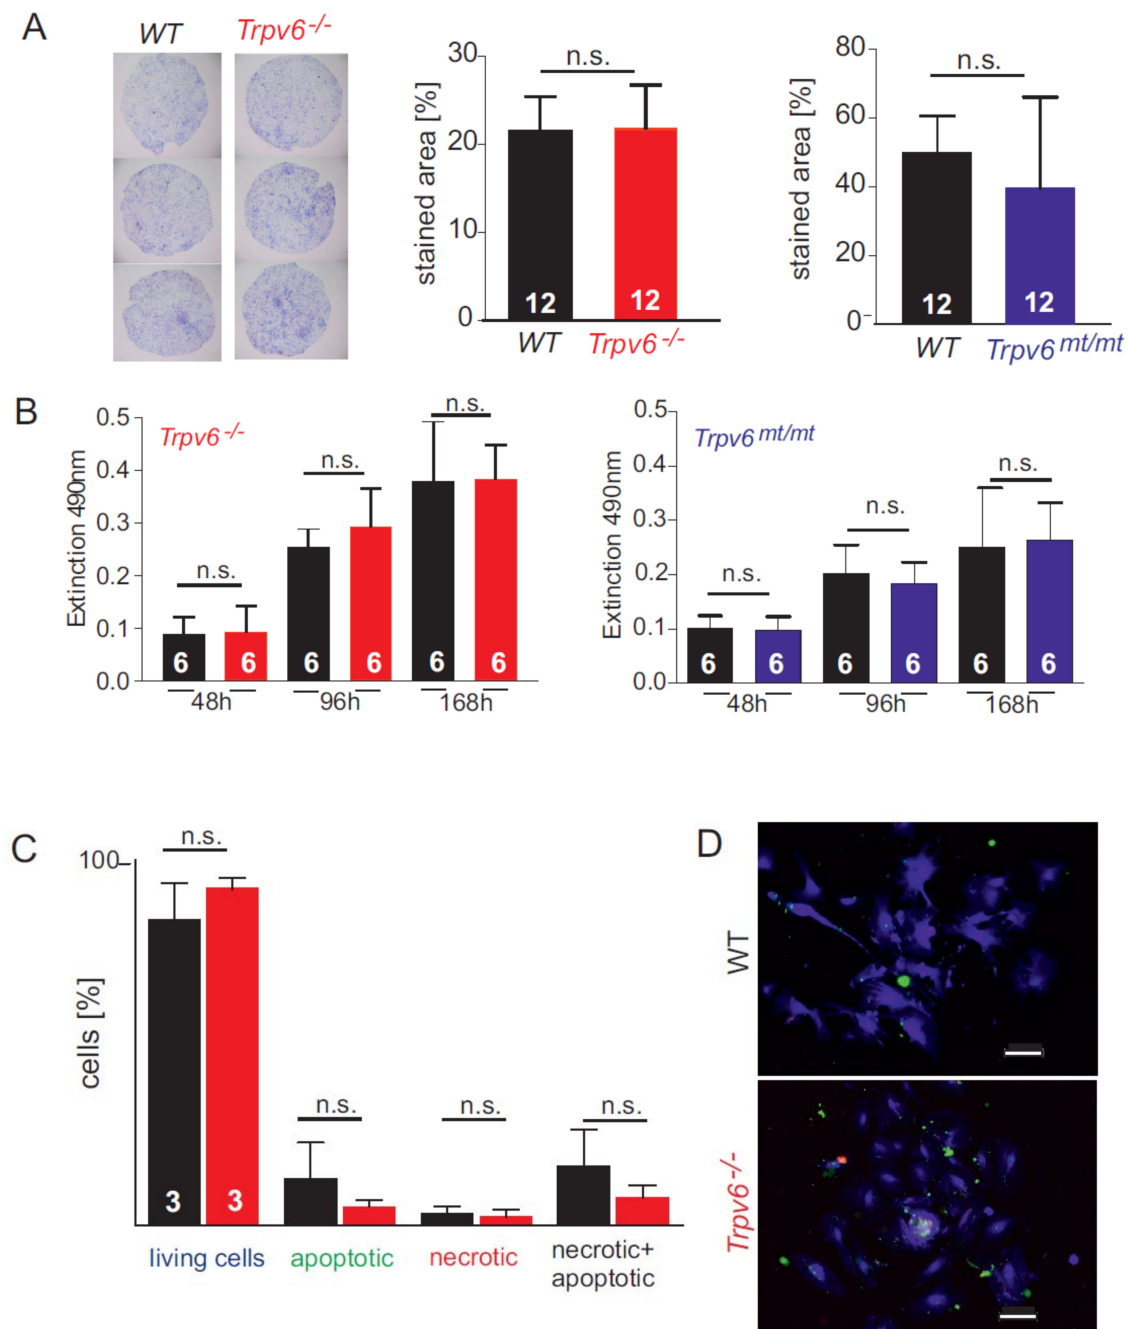 A
WT Trpv6-/-
stained area [%]
30
20
10
0
n.s.
12 12
WT Trpv6-/-
stained area [%]
80
60
40
20
0
n.s.
12 12
WT Trpv6mt/mt
B
Extinction 490nm
0.5
0.4
0.3
0.2
0.1
0.0
Trpv6-/-
n.s. n.s. n.s.
6 6 6 6 6 6
48h 96h 168h
Extinction 490nm
0.5
0.4
0.3
0.2
0.1
0.0
Trpv6mt/mt
n.s. n.s. n.s.
6 6 6 6 6 6
48h 96h 168h
C
cells [%]
100
n.s. n.s. n.s. n.s.
3 3
living cells apoptotic necrotic necrotic+
apoptotic
D
WT
Trpv6-/-